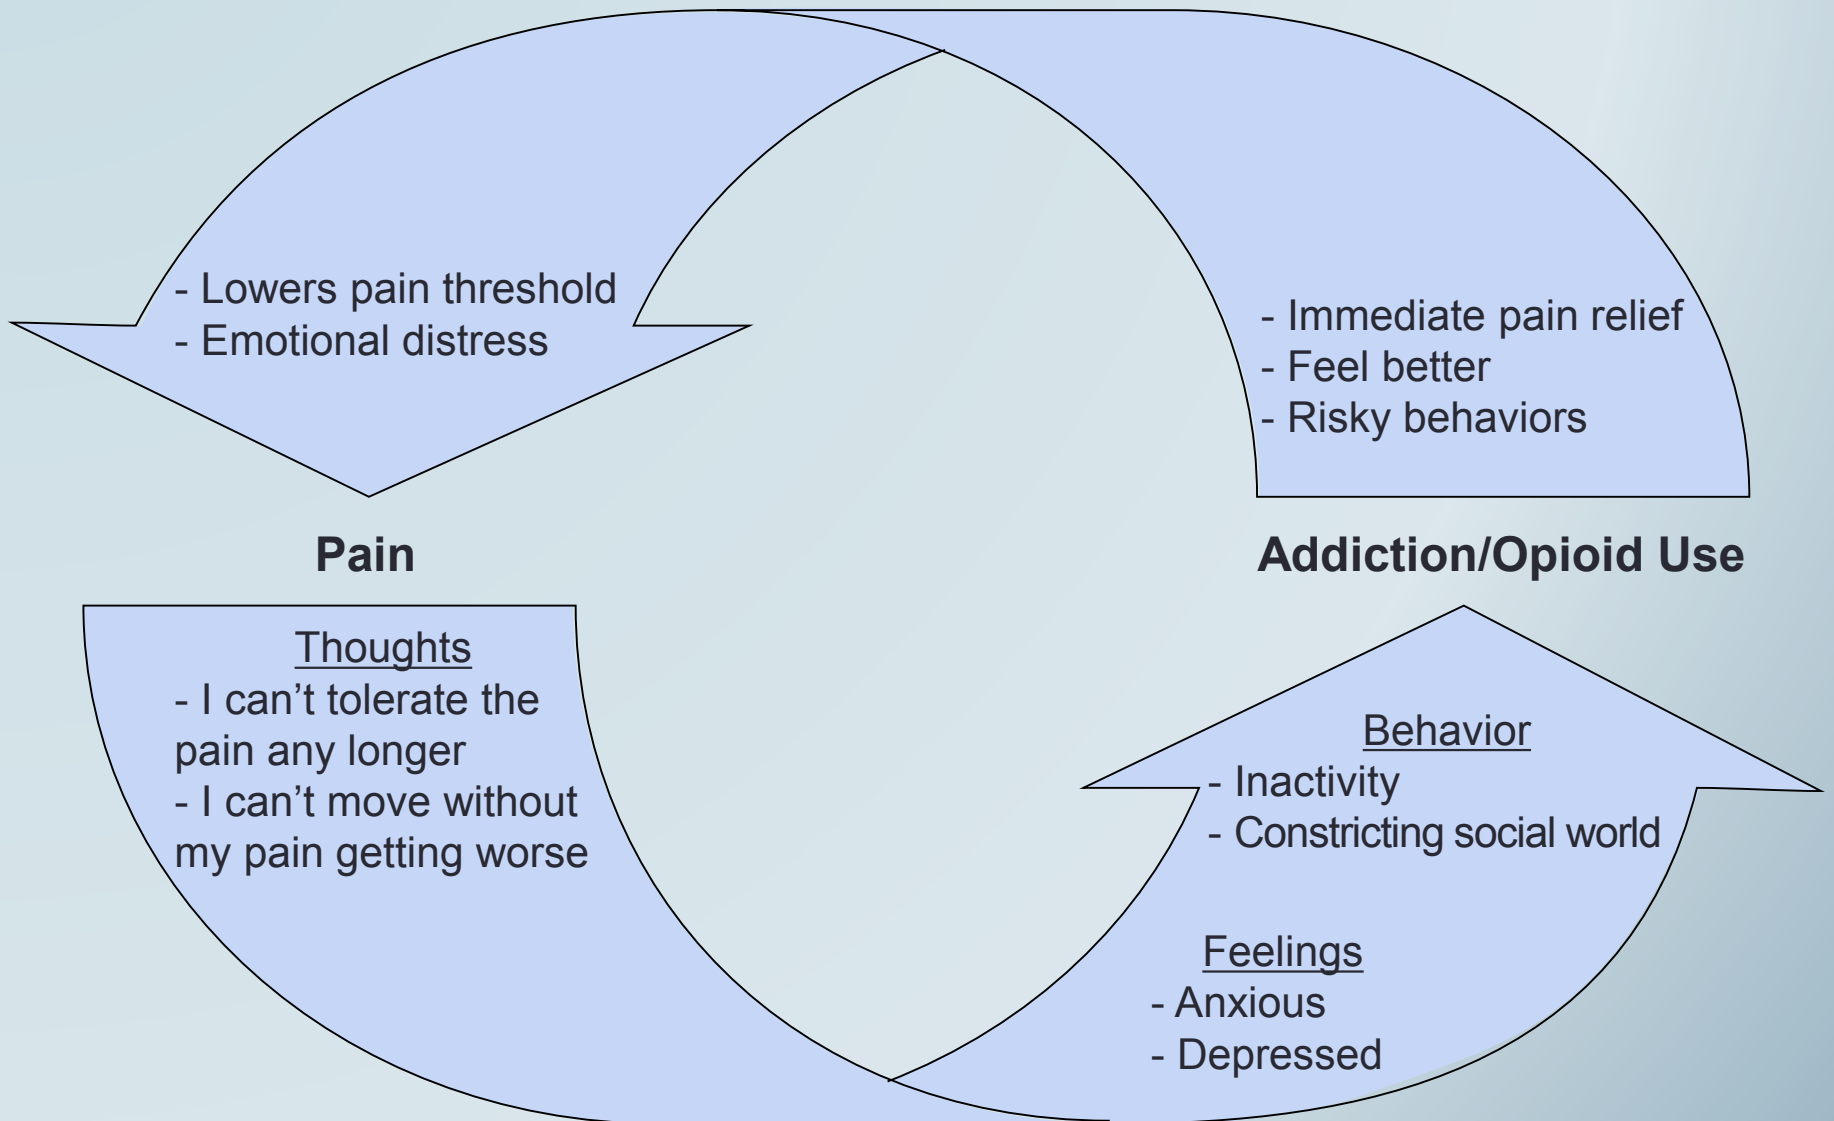 - Lowers pain threshold
- Emotional distress
- Immediate pain relief
- Feel better
- Risky behaviors
Pain
Addiction/Opioid Use
Thoughts
- I can’t tolerate the
pain any longer
- I can’t move without
my pain getting worse
Behavior
- Inactivity
- Constricting social world
Feelings
- Anxious
- Depressed